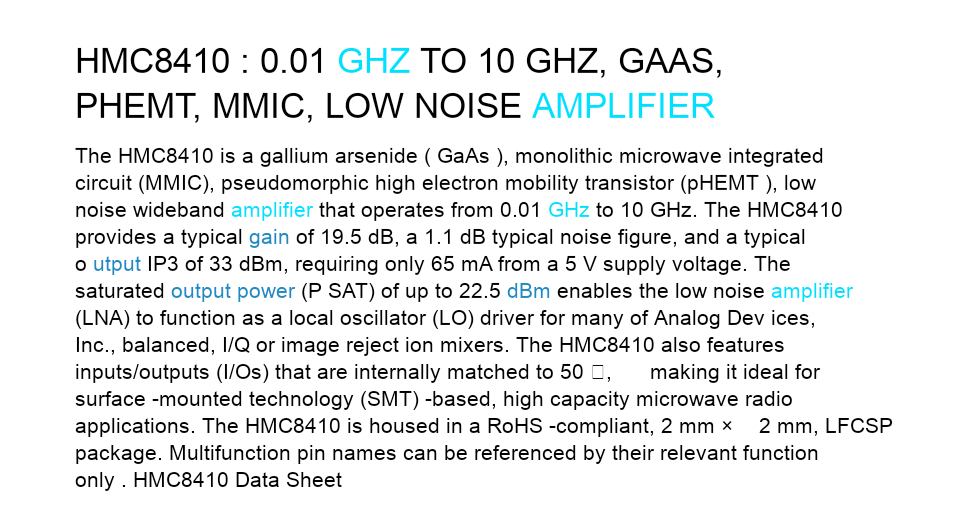 HMC8410 : 0.01 GHZ TO 10 GHZ, GAAS,
PHEMT, MMIC, LOW NOISE AMPLIFIER
The HMC8410 is a gallium arsenide ( GaAs ), monolithic microwave integrated
circuit (MMIC), pseudomorphic high electron mobility transistor (pHEMT ), low
noise wideband amplifier that operates from 0.01 GHz to 10 GHz. The HMC8410
provides a typical gain of 19.5 dB, a 1.1 dB typical noise figure, and a typical
o utput IP3 of 33 dBm, requiring only 65 mA from a 5 V supply voltage. The
saturated output power (P SAT) of up to 22.5 dBm enables the low noise amplifier
(LNA) to function as a local oscillator (LO) driver for many of Analog Dev ices,
Inc., balanced, I/Q or image reject ion mixers. The HMC8410 also features
inputs/outputs (I/Os) that are internally matched to 50 , making it ideal for
surface -mounted technology (SMT) -based, high capacity microwave radio
applications. The HMC8410 is housed in a RoHS -compliant, 2 mm × 2 mm, LFCSP
package. Multifunction pin names can be referenced by their relevant function
only . HMC8410 Data Sheet